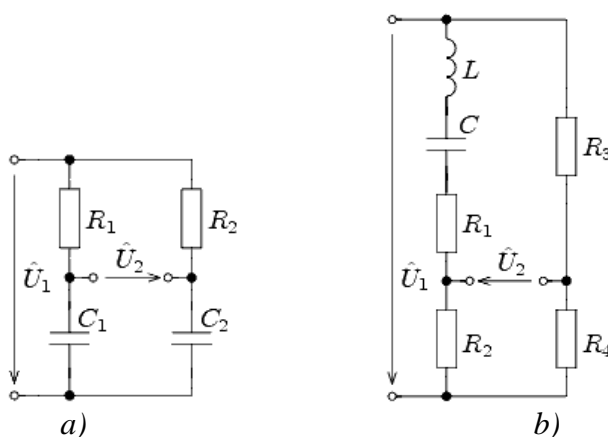 L
C
R₃
R₁
R₂
R₁
Û₂
Û₁
Û₂
Û₁
C₁
C₂
R₂
R₄
a)
b)